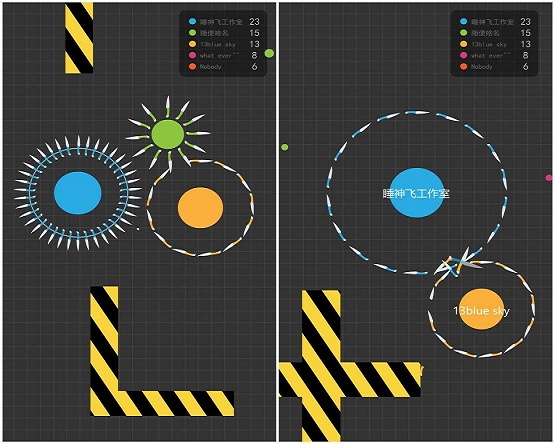 睡神飞工作室 23
随便啥名 15
13blue sky 13
what ever~~ 8
Nobody 6
睡神飞工作室 23
随便啥名 15
13blue sky 13
what ever~~ 8
Nobody 6
睡神飞工作室
13blue sky